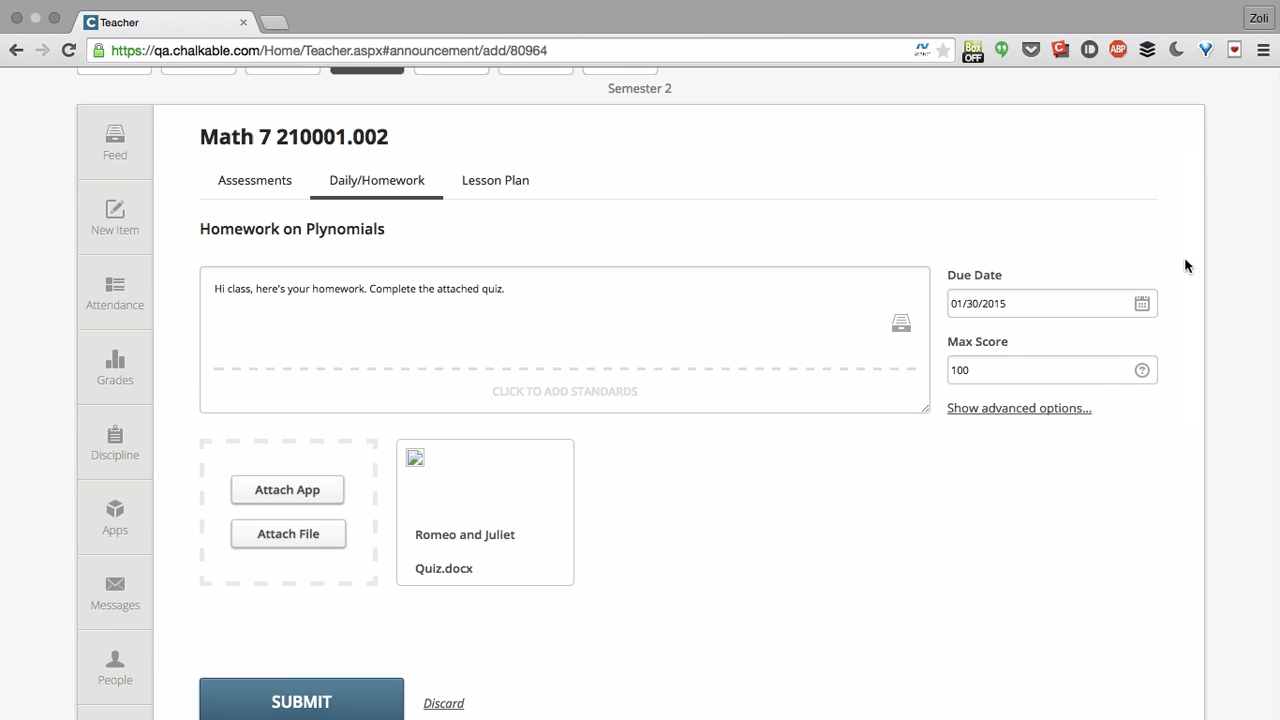 Teacher
Zoli
https://qa.chalkable.com/Home/Teacher.aspx#announcement/add/80964
Box
OFF
ABP
Semester 2
Feed
New Item
Attendance
Grades
Discipline
Apps
Messages
People
Math 7 210001.002
Assessments
Daily/Homework
Lesson Plan
Homework on Plynomials
Hi class, here's your homework. Complete the attached quiz.
CLICK TO ADD STANDARDS
Due Date
01/30/2015
Max Score
100
Show advanced options...
Attach App
Attach File
Romeo and Juliet
Quiz.docx
SUBMIT
Discard